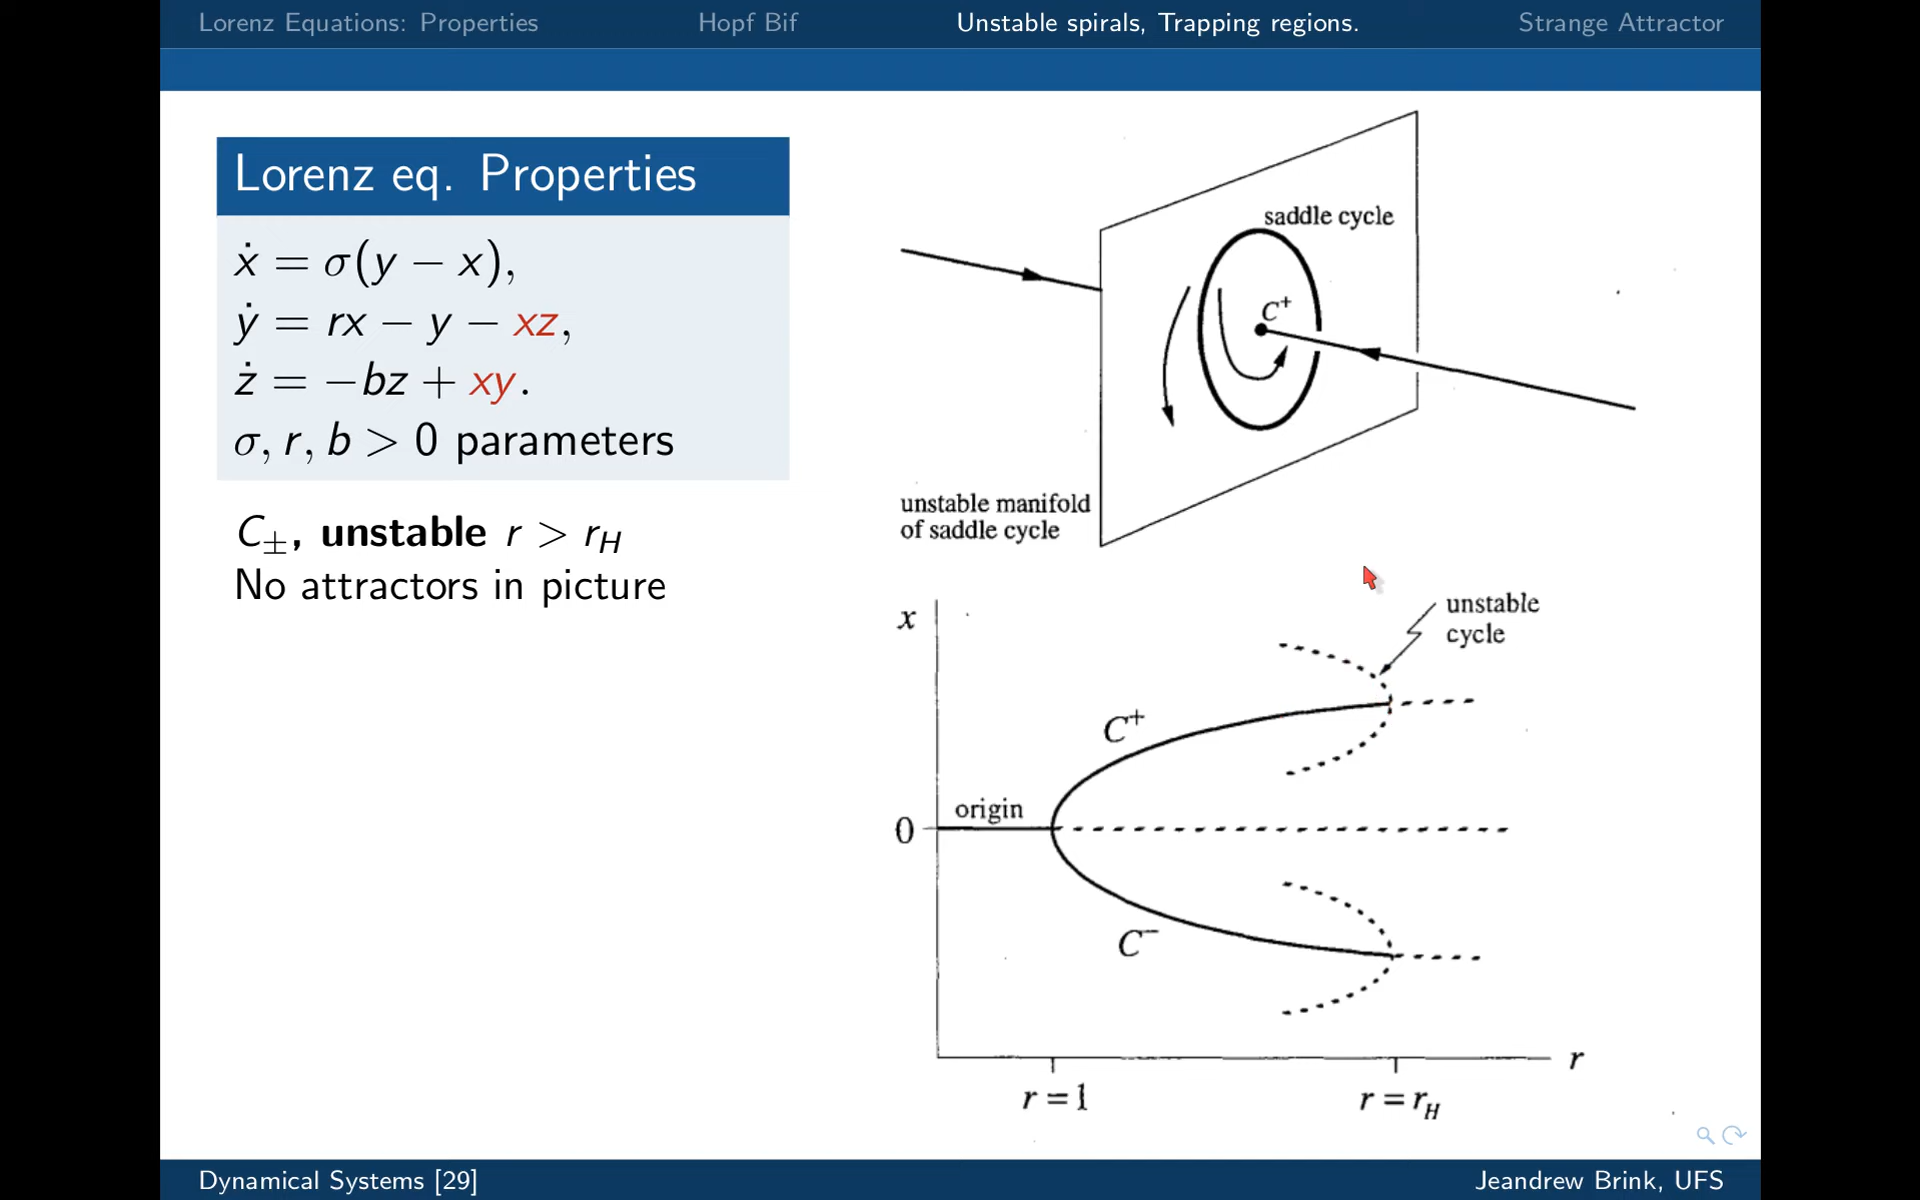 Lorenz Equations: Properties
Hopf Bif
Unstable spirals, Trapping regions.
Strange Attractor
Lorenz eq. Properties
ẋ = σ(y − x),
ẏ = rx − y − xz,
ż = −bz + xy.
σ, r, b > 0 parameters
C±, unstable r > r_H
No attractors in picture
saddle cycle
C⁺
unstable manifold
of saddle cycle
x
unstable
cycle
C⁺
origin
0
C⁻
r
r = 1
r = r_H
Dynamical Systems [29]
Jeandrew Brink, UFS